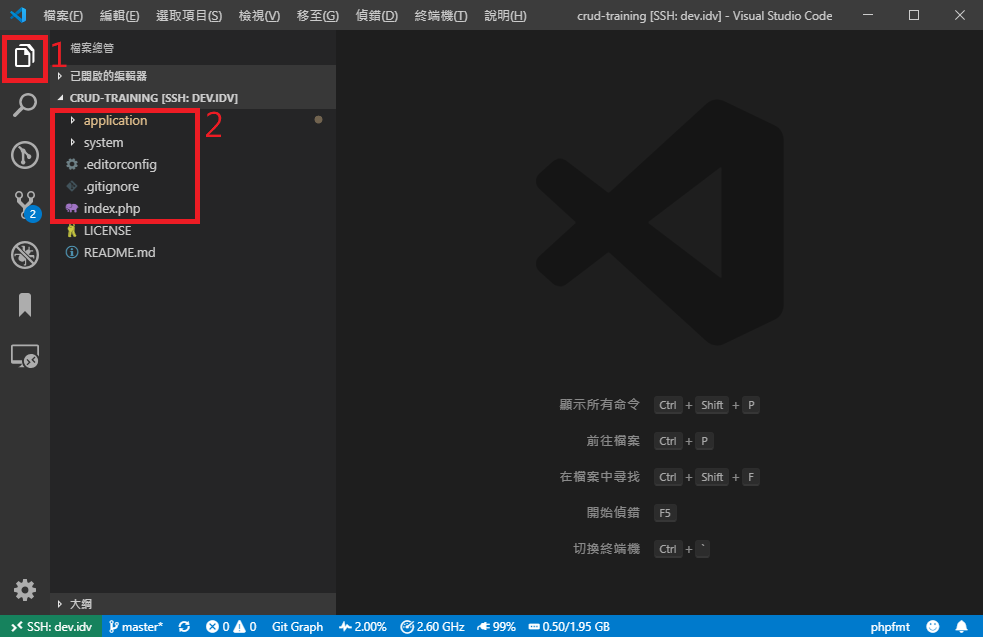 檔案(F) 編輯(E) 選取項目(S) 檢視(V) 移至(G) 偵錯(D) 終端機(T) 說明(H) crud-training [SSH: dev.idv] - Visual Studio Code
1 檔案總管
已開啟的編輯器
CRUD-TRAINING [SSH: DEV.IDV]
application 2
system
.editorconfig
.gitignore
index.php
2
LICENSE
README.md
顯示所有命令 Ctrl + Shift + P
前往檔案 Ctrl + P
在檔案中尋找 Ctrl + Shift + F
開始偵錯 F5
切換終端機 Ctrl + `
大綱
SSH: dev.idv master* 0 0 Git Graph 2.00% 2.60 GHz 99% 0.50/1.95 GB phpfmt